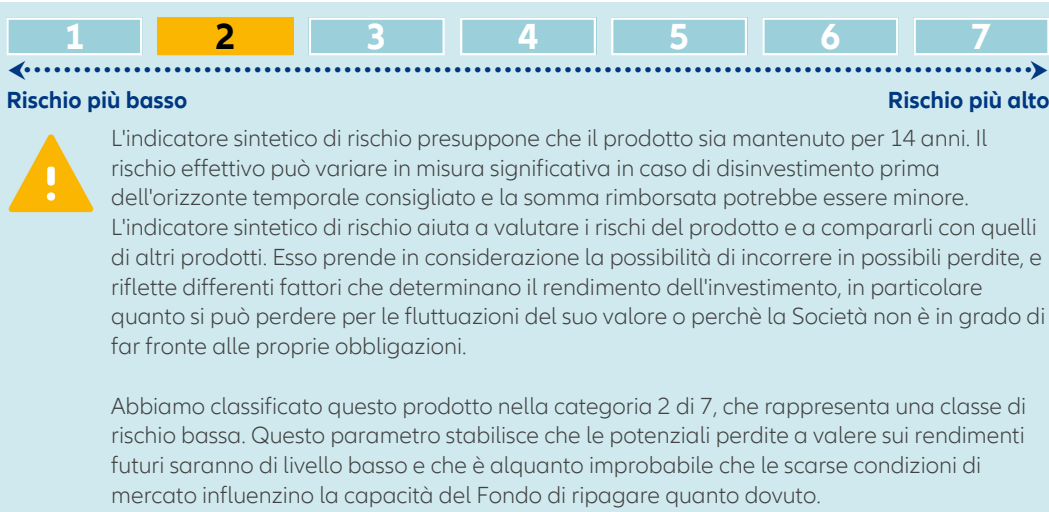 1 2 3 4 5 6 7
Rischio più basso Rischio più alto
L'indicatore sintetico di rischio presuppone che il prodotto sia mantenuto per 14 anni. Il
rischio effettivo può variare in misura significativa in caso di disinvestimento prima
dell'orizzonte temporale consigliato e la somma rimborsata potrebbe essere minore.
L'indicatore sintetico di rischio aiuta a valutare i rischi del prodotto e a compararli con quelli
di altri prodotti. Esso prende in considerazione la possibilità di incorrere in possibili perdite, e
riflette differenti fattori che determinano il rendimento dell'investimento, in particolare
quanto si può perdere per le fluttuazioni del suo valore o perchè la Società non è in grado di
far fronte alle proprie obbligazioni.
Abbiamo classificato questo prodotto nella categoria 2 di 7, che rappresenta una classe di
rischio bassa. Questo parametro stabilisce che le potenziali perdite a valere sui rendimenti
futuri saranno di livello basso e che è alquanto improbabile che le scarse condizioni di
mercato influenzino la capacità del Fondo di ripagare quanto dovuto.